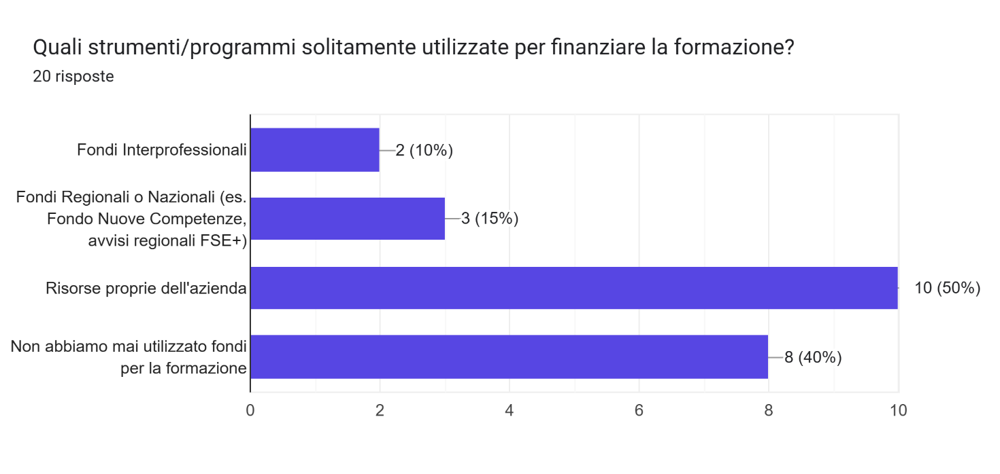 Quali strumenti/programmi solitamente utilizzate per finanziare la formazione?
20 risposte
Fondi Interprofessionali
2 (10%)
Fondi Regionali o Nazionali (es.
Fondo Nuove Competenze,
avvisi regionali FSE+)
3 (15%)
Risorse proprie dell'azienda
10 (50%)
Non abbiamo mai utilizzato fondi
per la formazione
8 (40%)
0 2 4 6 8 10